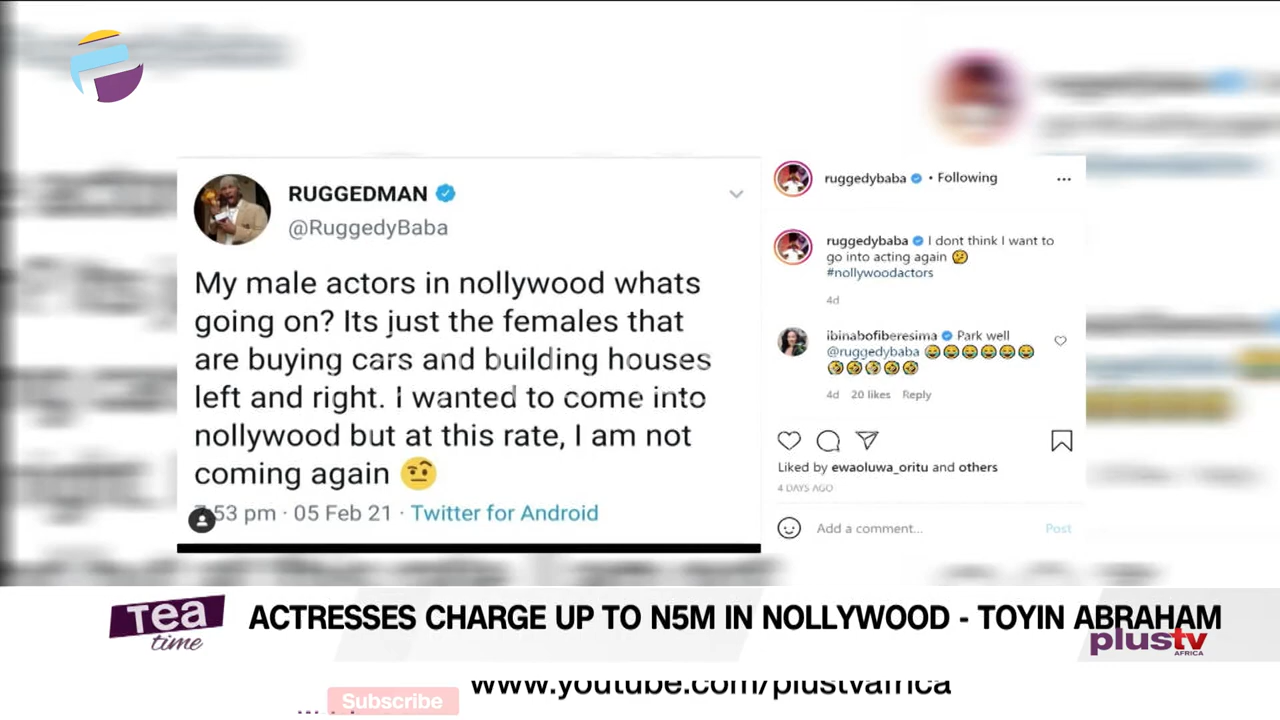 RUGGEDMAN
@RuggedyBaba
My male actors in nollywood whats
going on? Its just the females that
are buying cars and building houses
left and right. I wanted to come into
nollywood but at this rate, I am not
coming again 🤨
:53 pm · 05 Feb 21 · Twitter for Android
ruggedybaba • Following
ruggedybaba I dont think I want to
go into acting again 🤔
#nollywoodactors
4d
ibinabofiberesima Park well
@ruggedybaba 😂😂😂😂😂😂
🤣🤣🤣🤣🤣
4d 20 likes Reply
Liked by ewaoluwa_oritu and others
4 DAYS AGO
Add a comment... Post
Tea
time
ACTRESSES CHARGE UP TO N5M IN NOLLYWOOD - TOYIN ABRAHAM
plustv
AFRICA
www.youtube.com/plustvafrica
Subscribe